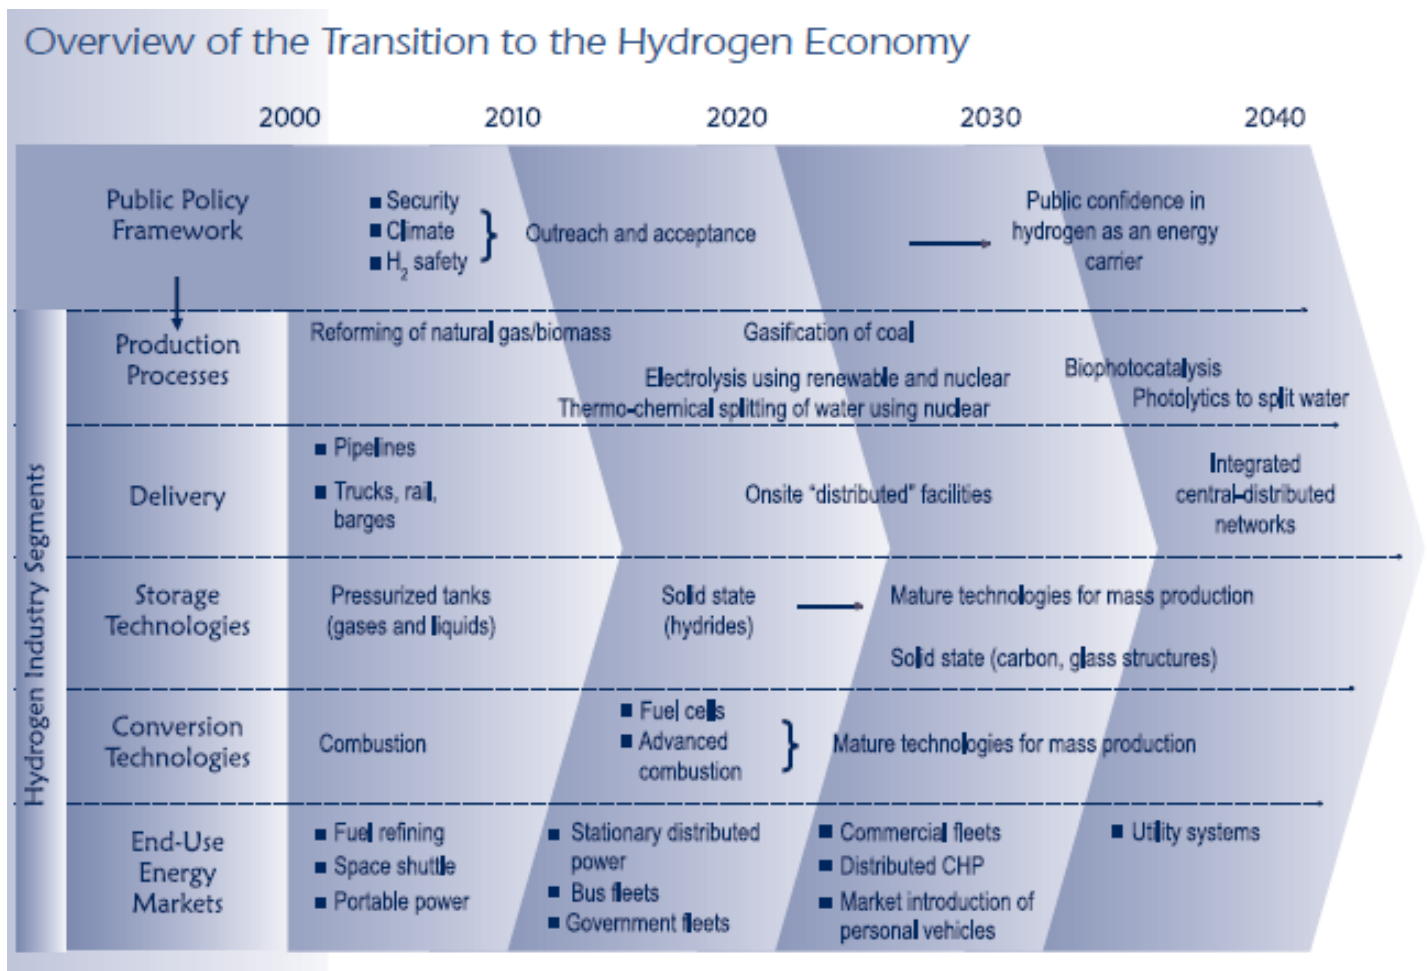 Overview of the Transition to the Hydrogen Economy
2000 2010 2020 2030 2040
Public Policy
Framework
■ Security
■ Climate
■ H₂ safety
}
Outreach and acceptance
Public confidence in
hydrogen as an energy
carrier
Hydrogen Industry Segments
Production
Processes
Reforming of natural gas/biomass
Gasification of coal
Electrolysis using renewable and nuclear
Thermo-chemical splitting of water using nuclear
Biophotocatalysis
Photolytics to split water
Delivery
■ Pipelines
■ Trucks, rail,
barges
Onsite "distributed" facilities
Integrated
central-distributed
networks
Storage
Technologies
Pressurized tanks
(gases and liquids)
Solid state
(hydrides)
Mature technologies for mass production
Solid state (carbon, glass structures)
Conversion
Technologies
Combustion
■ Fuel cells
■ Advanced
combustion
}
Mature technologies for mass production
End-Use
Energy
Markets
■ Fuel refining
■ Space shuttle
■ Portable power
■ Stationary distributed
power
■ Bus fleets
■ Government fleets
■ Commercial fleets
■ Distributed CHP
■ Market introduction of
personal vehicles
■ Utility systems